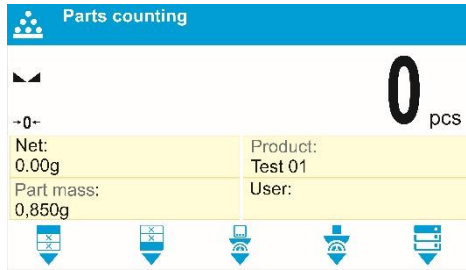 Parts counting
0 pcs
→0←
Net:
0.00g
Product:
Test 01
Part mass:
0,850g
User: